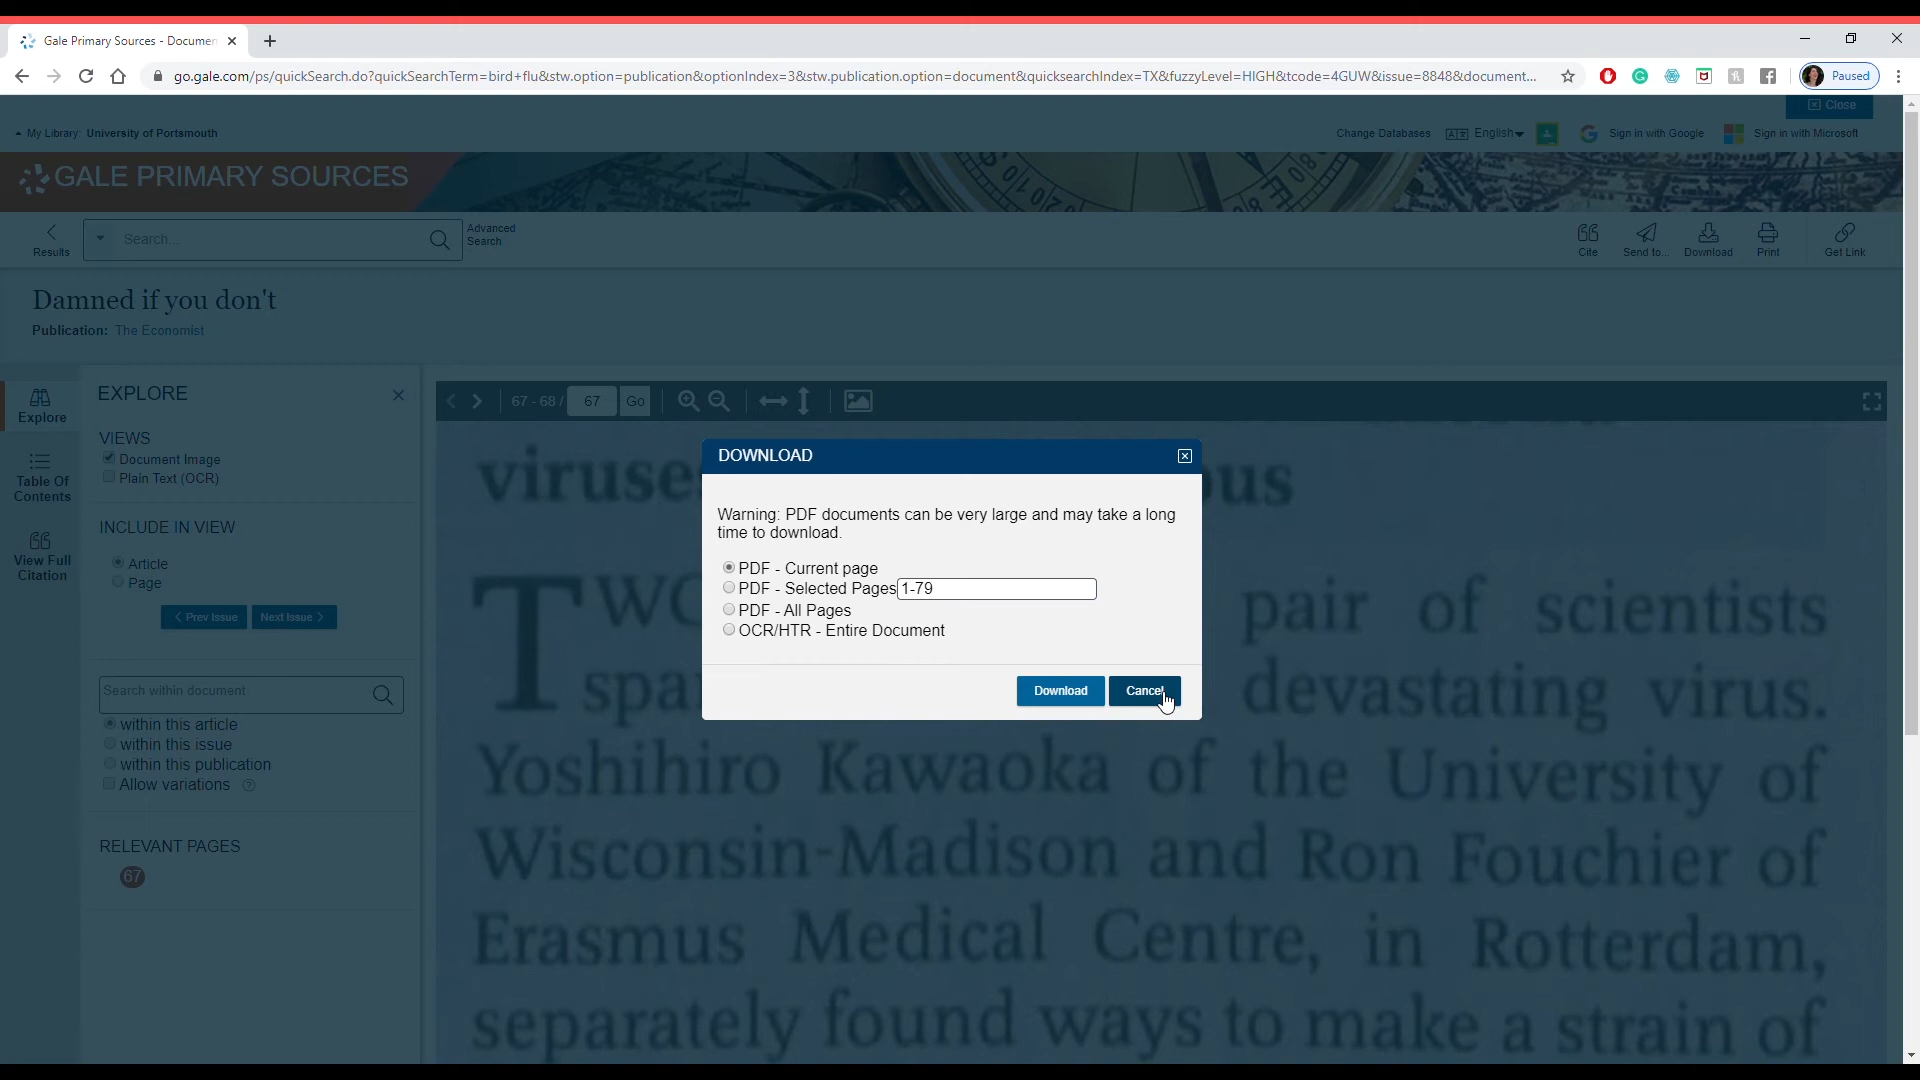 Gale Primary Sources - Documen
go.gale.com/ps/quickSearch.do?quickSearchTerm=bird+flu&stw.option=publication&optionIndex=3&stw.publication.option=document&quicksearchIndex=TX&fuzzyLevel=HIGH&tcode=4GUW&issue=8848&document...
Paused
Close
My Library: University of Portsmouth
Change Databases
English
Sign in with Google
Sign in with Microsoft
GALE PRIMARY SOURCES
Results
Search...
Advanced
Search
Cite
Send to...
Download
Print
Get Link
Damned if you don't
Publication: The Economist
Explore
Table Of
Contents
View Full
Citation
EXPLORE
VIEWS
Document Image
Plain Text (OCR)
INCLUDE IN VIEW
Article
Page
< Prev Issue
Next Issue >
Search within document
within this article
within this issue
within this publication
Allow variations
RELEVANT PAGES
67
67 - 68 / 67 Go
DOWNLOAD
Warning: PDF documents can be very large and may take a long
time to download.
PDF - Current page
PDF - Selected Pages 1-79
PDF - All Pages
OCR/HTR - Entire Document
Download
Cancel
pair of scientists
devastating virus.
Yoshihiro Kawaoka of the University of
Wisconsin-Madison and Ron Fouchier of
Erasmus Medical Centre, in Rotterdam,
separately found ways to make a strain of